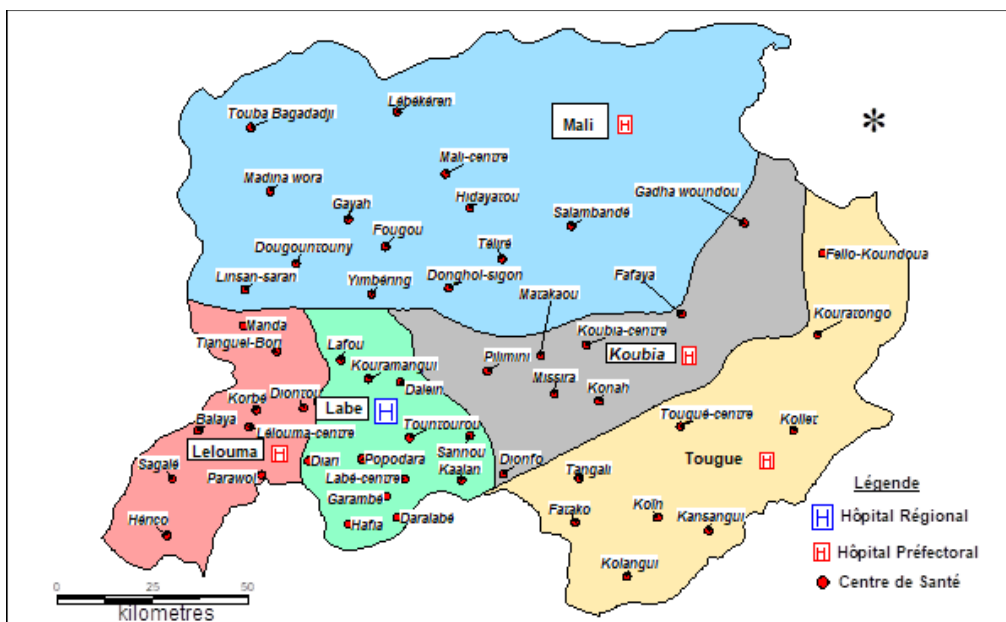 Lébékéren
Touba Bagadadji
Mali
H
*
Mali-centre
Madina wora
Hidayatou
Gadha woundou
Gayah
Salambandé
Fougou
Téliré
Dougountouny
Fello-Koundoua
Linsan-saran
Yimbéring
Donghol-sigon
Fafaya
Matakaou
Kouratongo
Manda
Koubia-centre
Tianguel-Bori
Lafou
Pilimini
Koubia
H
Kouramangui
Missira
Dalein
Konah
Korbé
Diontou
Labe
H
Tougué-centre
Kollet
Balaya
Lélouma-centre
Tountourou
Lelouma
H
Sannou
Dian
Popodara
Kaalan
Dionfo
Tougue
H
Sagalé
Parawol
Labé-centre
Tangali
Légende
Garambé
Koïn
Hérico
Hafia
Daralabé
Fatako
Kansangui
H Hôpital Régional
H Hôpital Préfectoral
Kolangui
Centre de Santé
0 25 50
kilometres